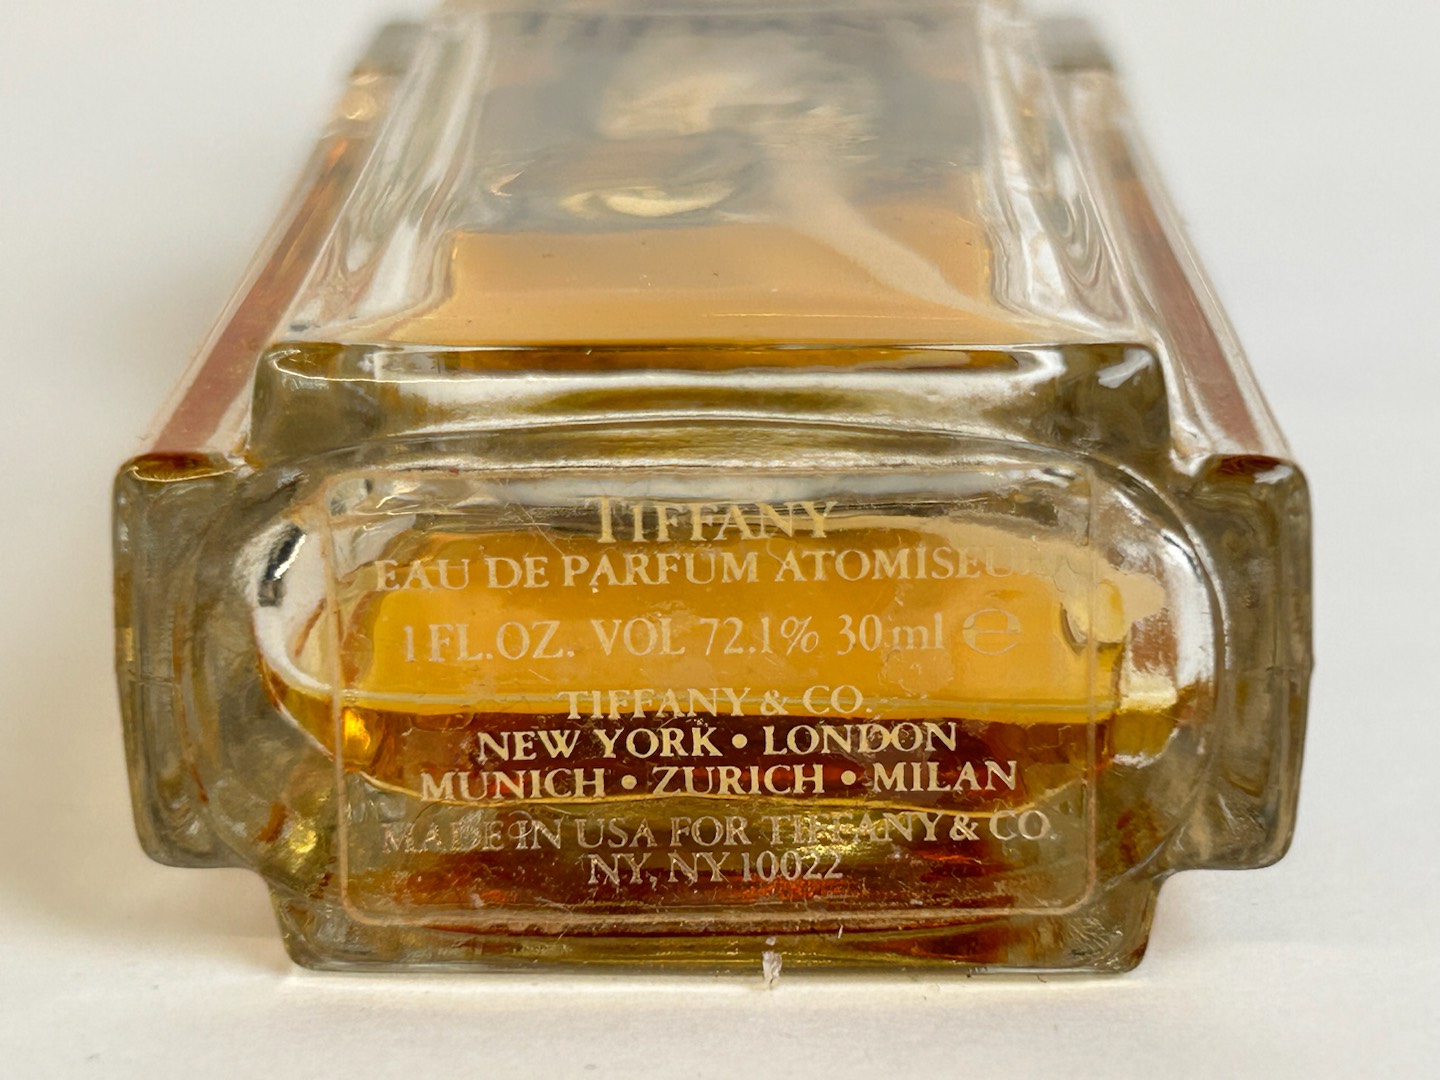 TIFFANY
EAU DE PARFUM ATOMISEUR
1 FL.OZ. VOL 72.1% 30 ml ℮
TIFFANY & CO.
NEW YORK • LONDON
MUNICH • ZURICH • MILAN
MADE IN USA FOR TIFFANY & CO.
NY, NY 10022